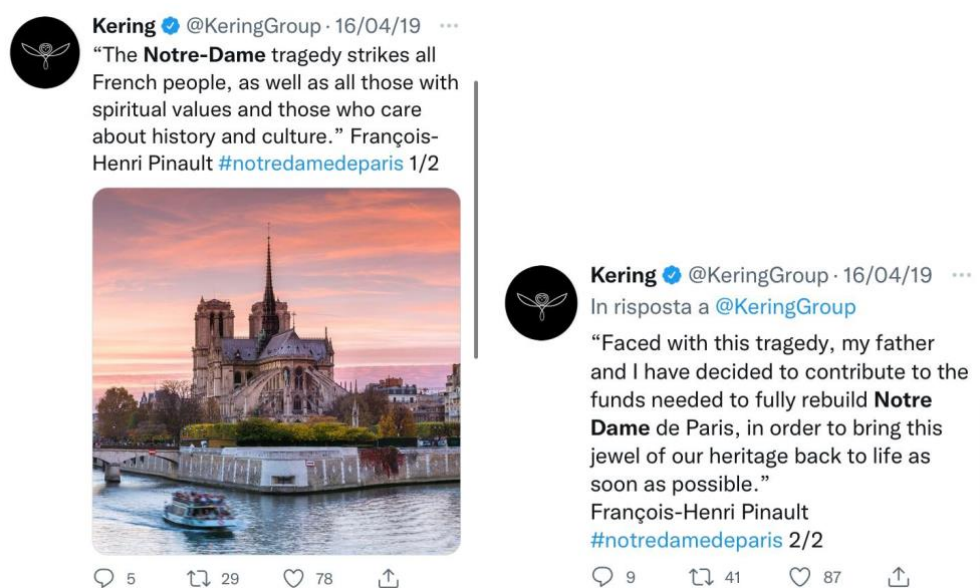 Kering @KeringGroup · 16/04/19
“The Notre-Dame tragedy strikes all
French people, as well as all those with
spiritual values and those who care
about history and culture.” François-
Henri Pinault #notredamedeparis 1/2
5 29 78
Kering @KeringGroup · 16/04/19
In risposta a @KeringGroup
“Faced with this tragedy, my father
and I have decided to contribute to the
funds needed to fully rebuild Notre
Dame de Paris, in order to bring this
jewel of our heritage back to life as
soon as possible.”
François-Henri Pinault
#notredamedeparis 2/2
9 41 87